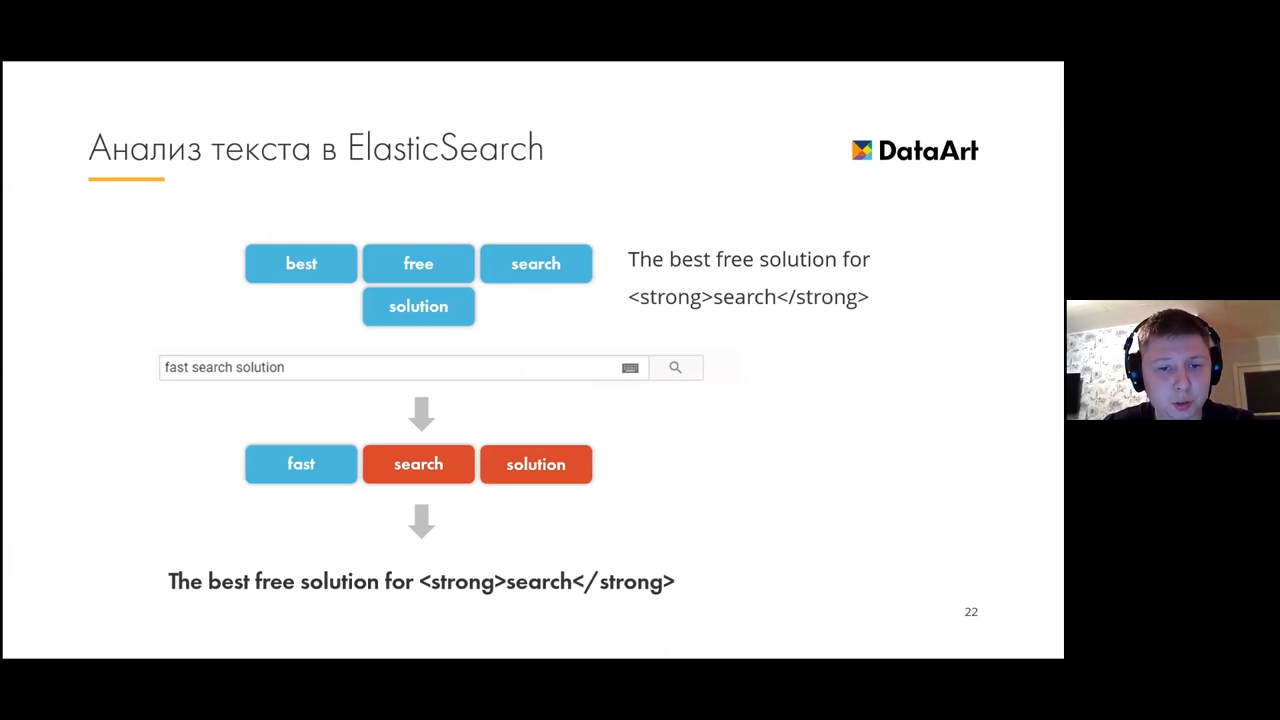 Анализ текста в ElasticSearch
DataArt
best free search
solution
The best free solution for
<strong>search</strong>
fast search solution
fast search solution
The best free solution for <strong>search</strong>
22